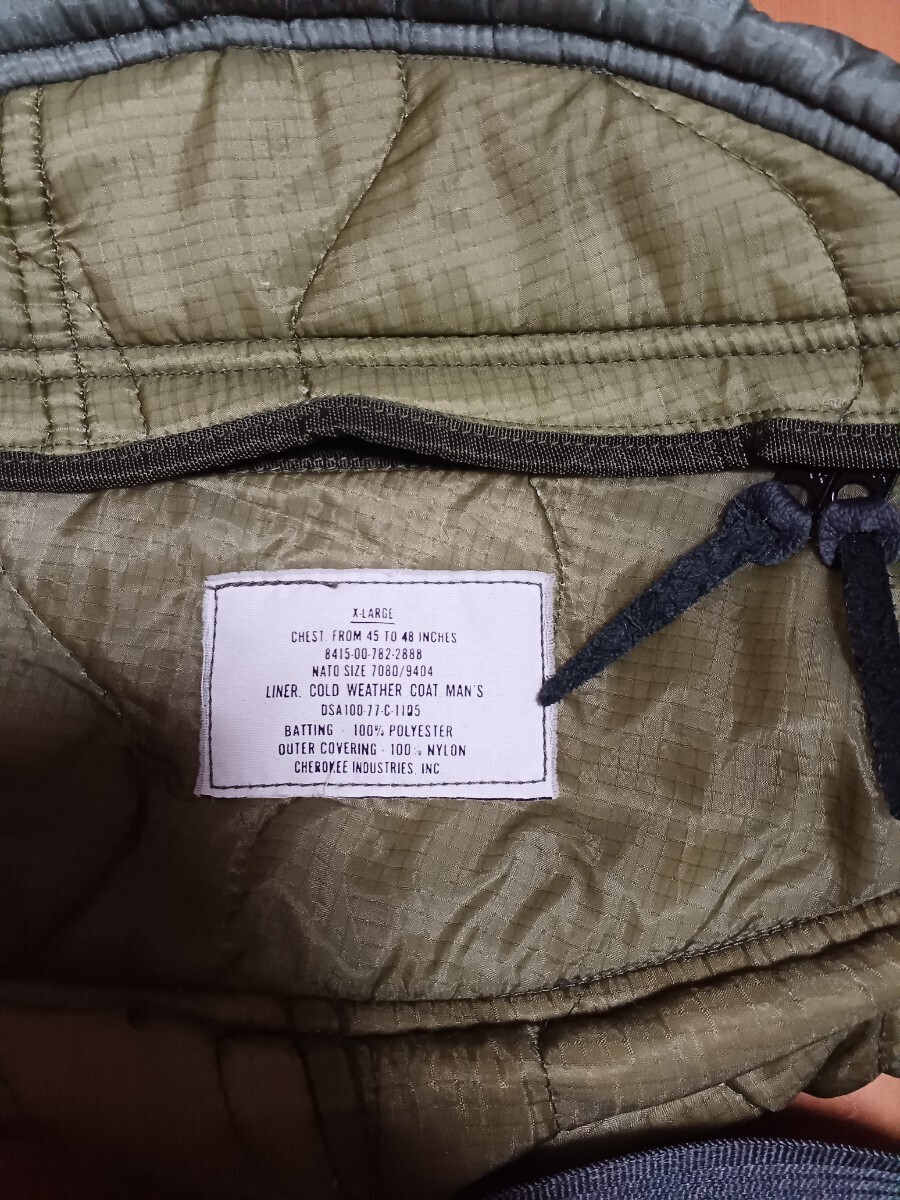 X-LARGE
CHEST. FROM 45 TO 48 INCHES
8415-00-782-2888
NATO SIZE 7080/9404
LINER. COLD WEATHER COAT MAN'S
DSA100-77-C-1195
BATTING - 100% POLYESTER
OUTER COVERING - 100% NYLON
CHEROKEE INDUSTRIES, INC